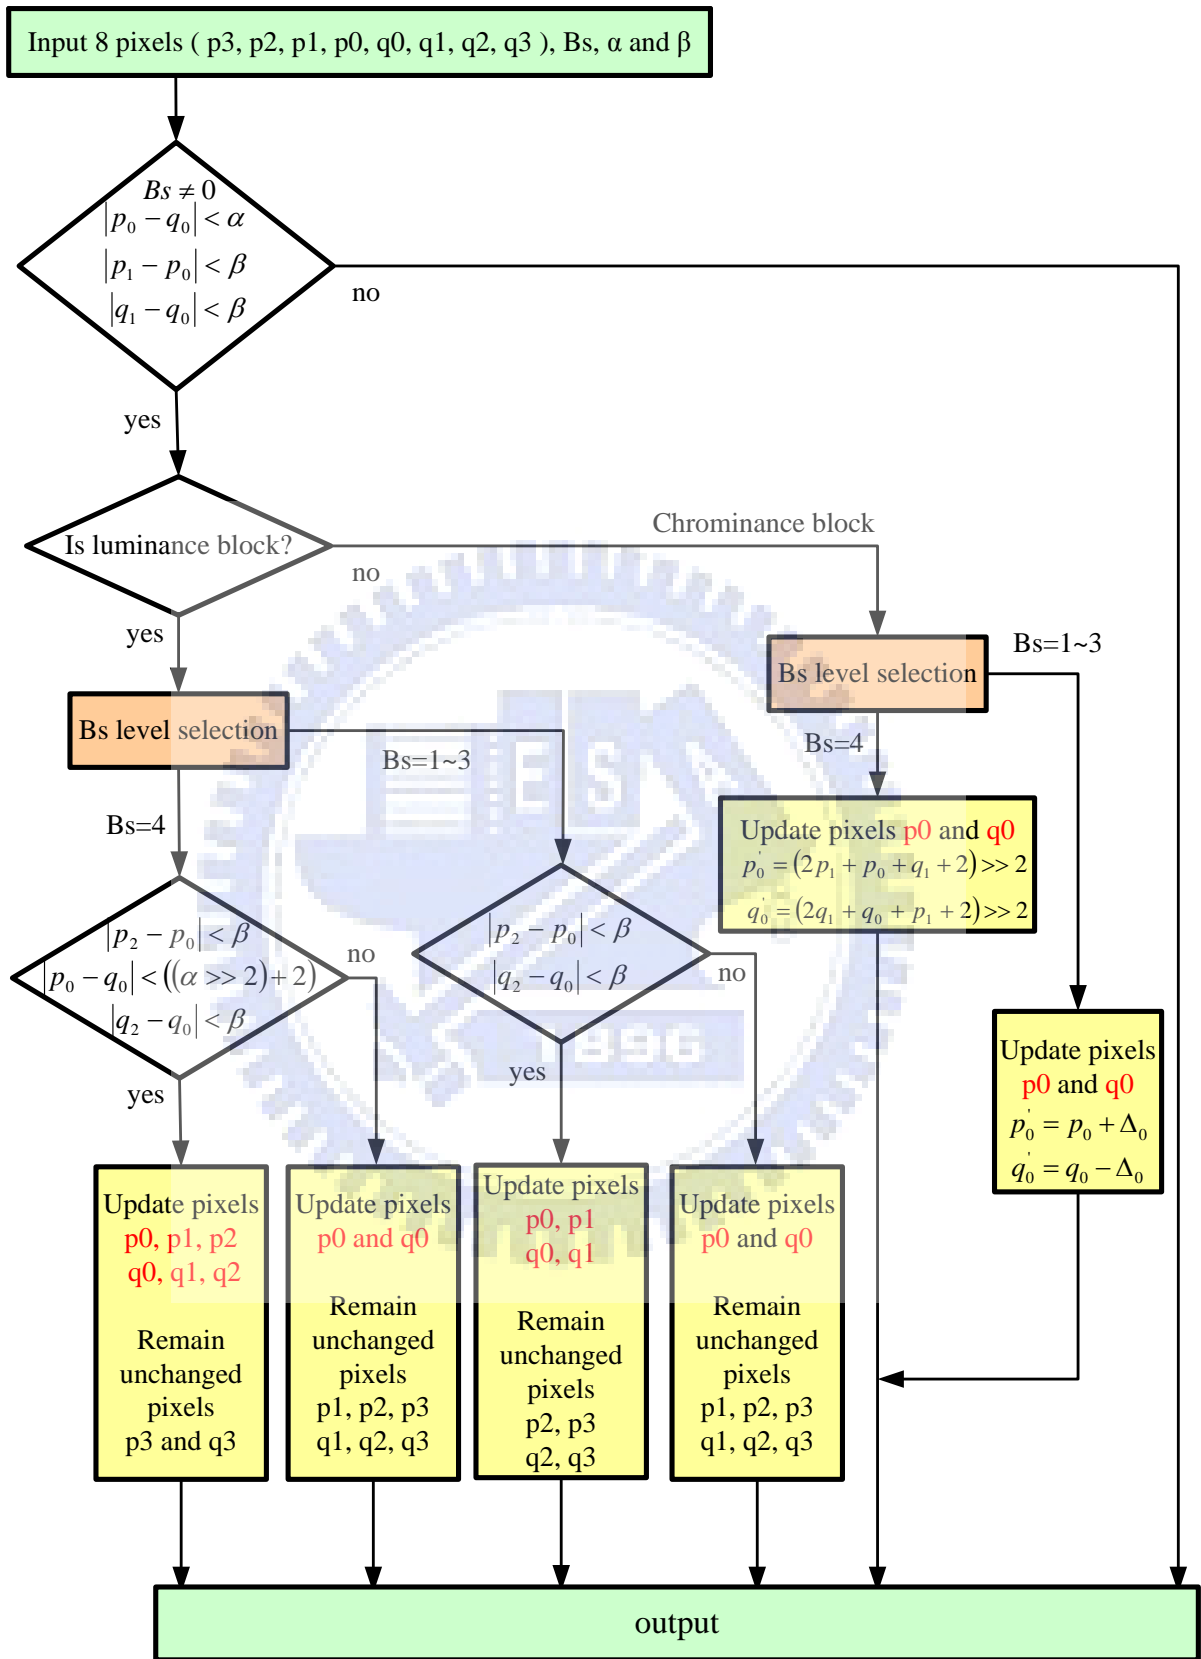 Input 8 pixels ( p3, p2, p1, p0, q0, q1, q2, q3 ), Bs, α and β
Bs ≠ 0
|p₀ − q₀| < α
|p₁ − p₀| < β
|q₁ − q₀| < β
no
yes
Is luminance block?
Chrominance block
no
yes
Bs level selection
Bs=1~3
Bs=4
Bs level selection
Bs=1~3
Bs=4
Update pixels p0 and q0
p₀' = (2p₁ + p₀ + q₁ + 2) >> 2
q₀' = (2q₁ + q₀ + p₁ + 2) >> 2
|p₂ − p₀| < β
|p₀ − q₀| < ((α >> 2) + 2)
|q₂ − q₀| < β
no
yes
|p₂ − p₀| < β
|q₂ − q₀| < β
no
yes
Update pixels
p0 and q0
p₀' = p₀ + Δ₀
q₀' = q₀ − Δ₀
Update pixels
p0, p1, p2
q0, q1, q2
Remain
unchanged
pixels
p3 and q3
Update pixels
p0 and q0
Remain
unchanged
pixels
p1, p2, p3
q1, q2, q3
Update pixels
p0, p1
q0, q1
Remain
unchanged
pixels
p2, p3
q2, q3
Update pixels
p0 and q0
Remain
unchanged
pixels
p1, p2, p3
q1, q2, q3
output
ES
1896